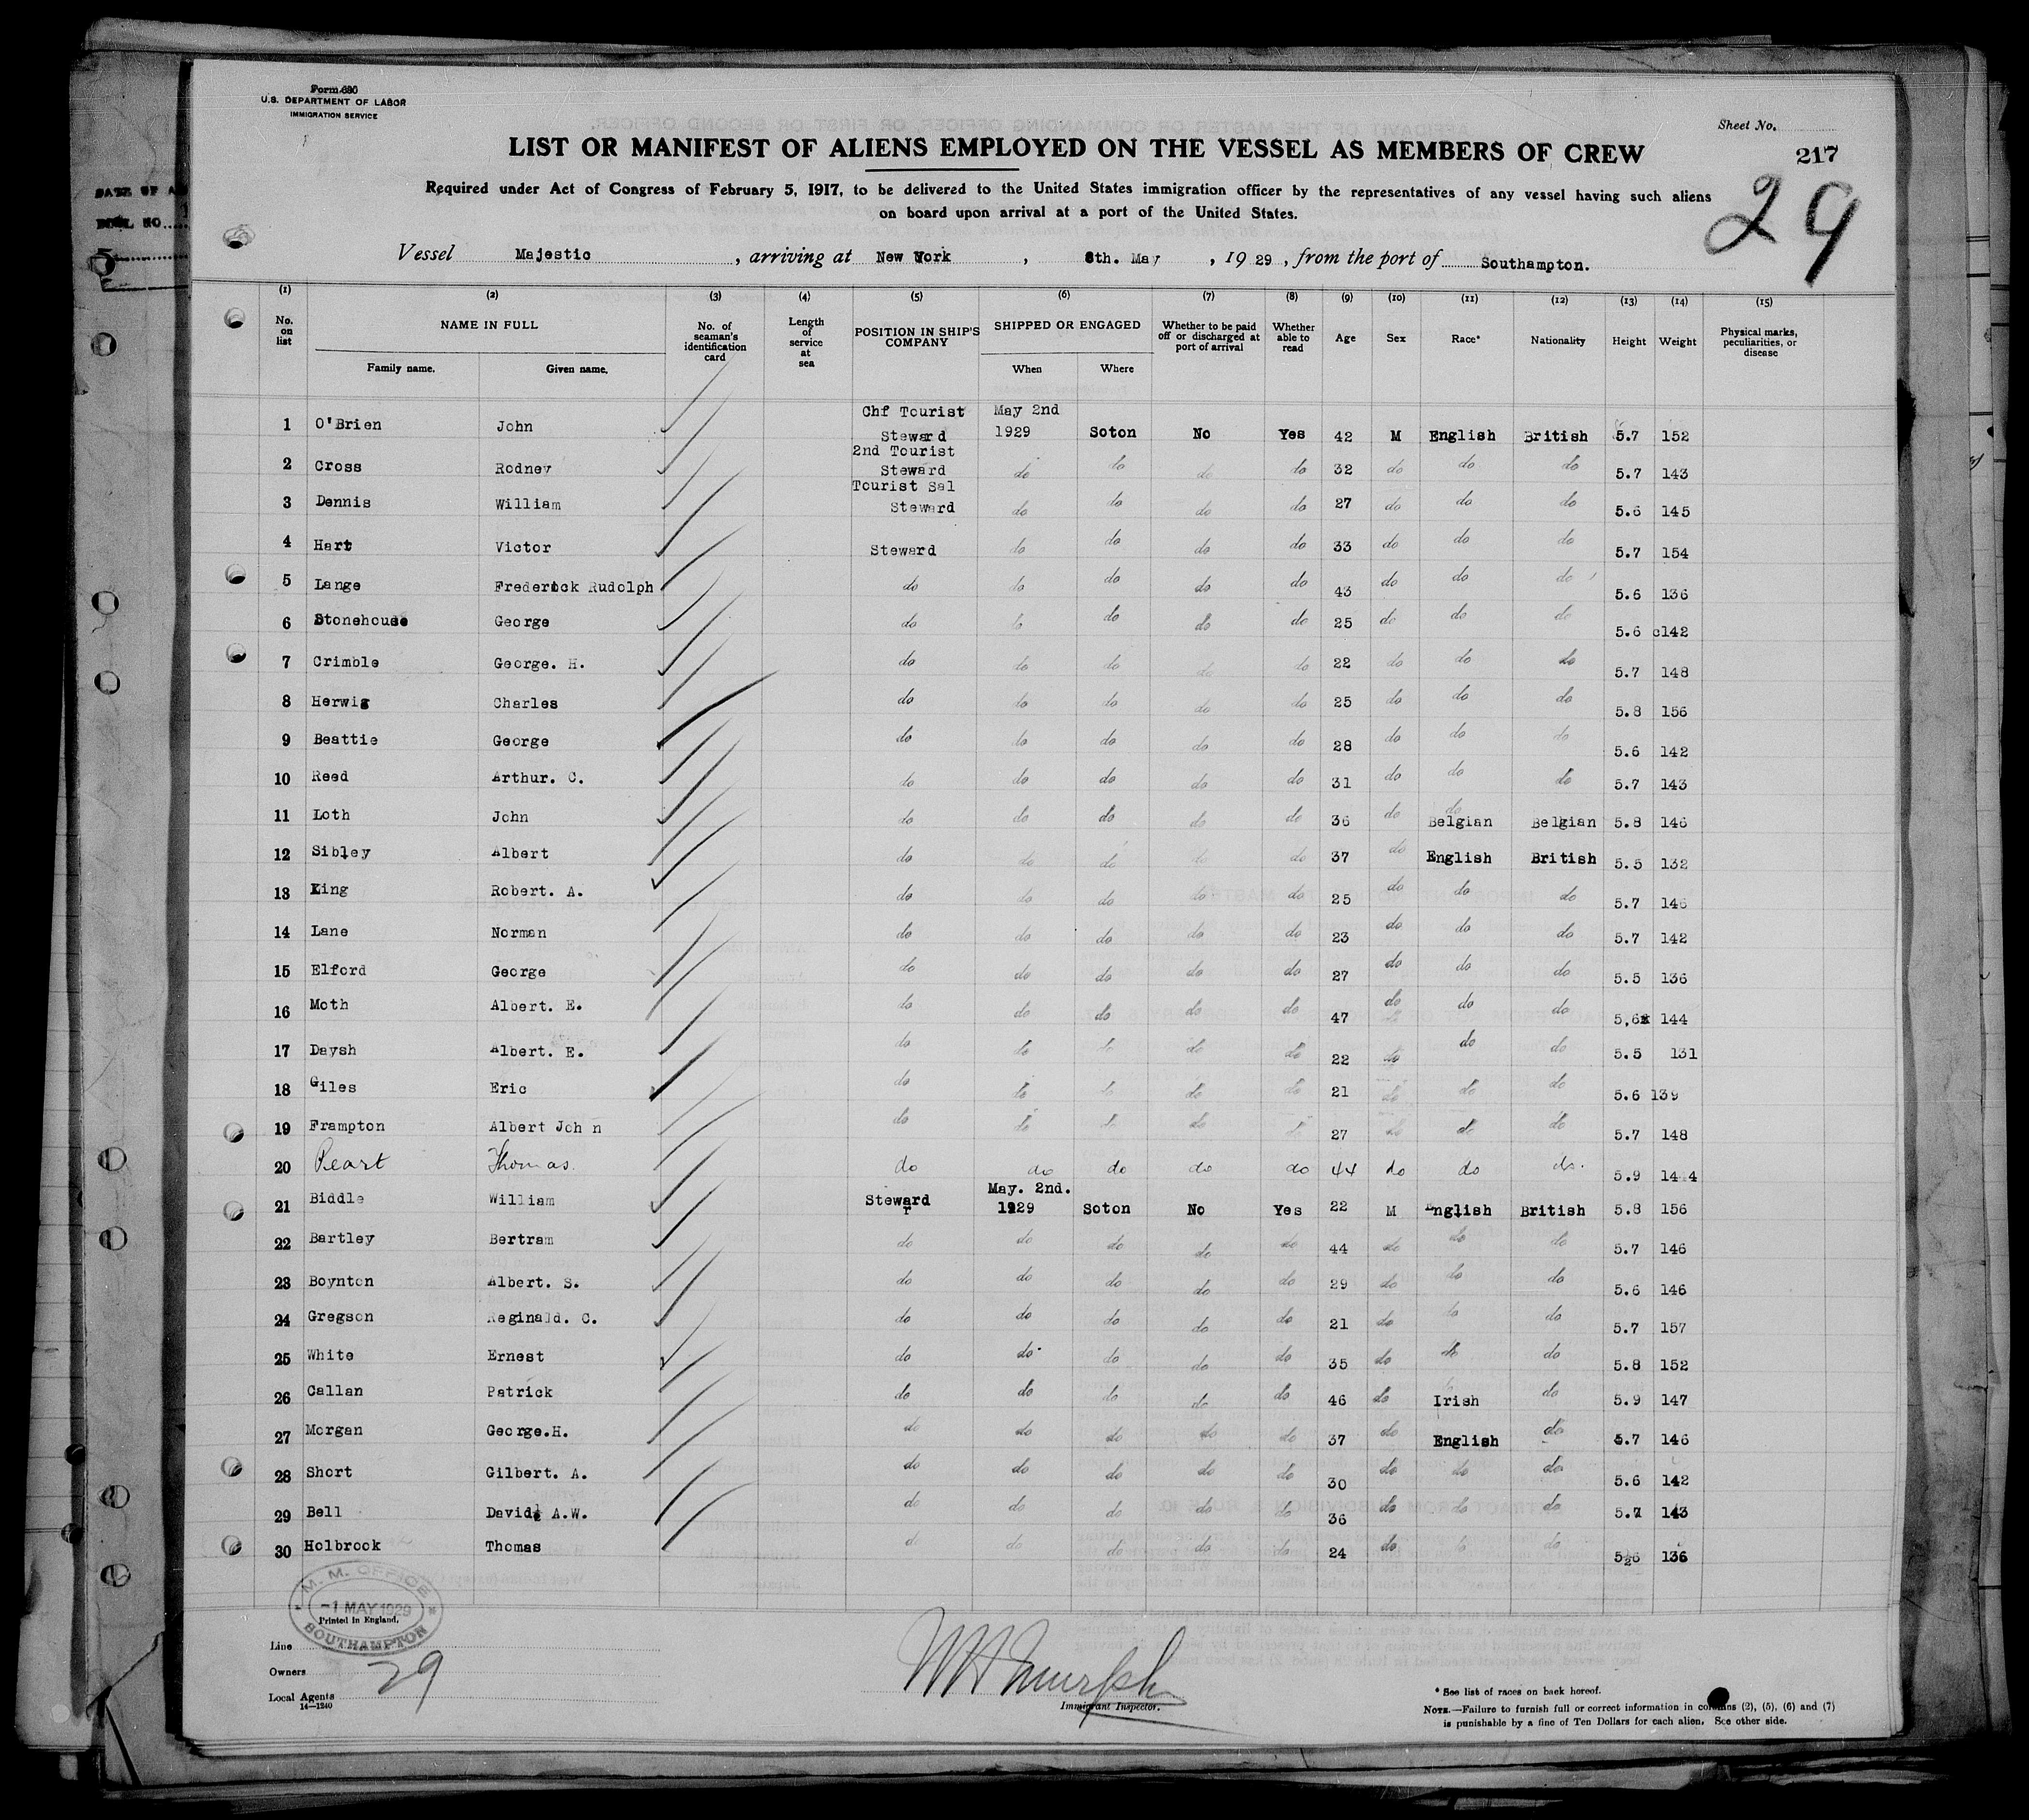 Form 680
U.S. DEPARTMENT OF LABOR
IMMIGRATION SERVICE
Sheet No.
217
29
LIST OR MANIFEST OF ALIENS EMPLOYED ON THE VESSEL AS MEMBERS OF CREW
Required under Act of Congress of February 5, 1917, to be delivered to the United States immigration officer by the representatives of any vessel having such aliens
on board upon arrival at a port of the United States.
Vessel Majestic, arriving at New York, 8th. May, 1929, from the port of Southampton.
(1) (2) (3) (4) (5) (6) (7) (8) (9) (10) (11) (12) (13) (14) (15)
No. on list NAME IN FULL Family name. Given name. No. of seaman's identification card Length of service at sea POSITION IN SHIP'S COMPANY SHIPPED OR ENGAGED When Where Whether to be paid off or discharged at port of arrival Whether able to read Age Sex Race* Nationality Height Weight Physical marks, peculiarities, or disease
1 O'Brien John Chf Tourist Steward May 2nd 1929 Soton No Yes 42 M English British 5.7 152
2 Cross Rodney 2nd Tourist Steward do do do do 32 do do do 5.7 143
3 Dennis William Tourist Sal Steward do do do do 27 do do do 5.6 145
4 Hart Victor Steward do do do do 33 do do do 5.7 154
5 Lange Frederick Rudolph do do do do do 43 do do do 5.6 136
6 Stonehouse George do do do do do 25 do do do 5.6 142
7 Crimble George. H. do do do do do 22 do do do 5.7 148
8 Herwig Charles do do do do do 25 do do do 5.8 156
9 Beattie George do do do do do 28 do do do 5.6 142
10 Reed Arthur. C. do do do do do 31 do do do 5.7 143
11 Loth John do do do do do 36 do do Belgian Belgian 5.8 146
12 Sibley Albert do do do do do 37 do English British 5.5 132
13 King Robert. A. do do do do do 25 do do do 5.7 146
14 Lane Norman do do do do do 23 do do do 5.7 142
15 Elford George do do do do do 27 do do do 5.5 136
16 Moth Albert. E. do do do do do 47 do do do 5,6 144
17 Daysh Albert. E. do do do do do 22 do do do 5.5 131
18 Giles Eric do do do do do 21 do do do 5.6 139
19 Frampton Albert Joh n do do do do do 27 do do do 5.7 148
20 Peart Thomas. do do do do do 44 do do do. 5.9 144
21 Biddle William Steward May. 2nd. 1929 Soton No Yes 22 M English British 5.8 156
22 Bartley Bertram do do do do do 44 do do do 5.7 146
23 Boynton Albert. S. do do do do do 29 do do do 5.6 146
24 Gregson Reginald. C. do do do do do 21 do do do 5.7 157
25 White Ernest do do do do do 35 do do do 5.8 152
26 Callan Patrick do do do do do 46 do Irish do 5.9 147
27 Morgan George.H. do do do do do 37 do English do 5.7 146
28 Short Gilbert. A. do do do do do 30 do do do 5.6 142
29 Bell David A.W. do do do do do 36 do do do 5.7 143
30 Holbrook Thomas do do do do do 24 do do do 5.6 136
M. M. OFFICE
-1 MAY 1929
SOUTHAMPTON
Printed in England.
Line
Owners
29
Local Agents
14—1240
Immigrant Inspector.
* See list of races on back hereof.
NOTE.—Failure to furnish full or correct information in columns (2), (5), (6) and (7)
is punishable by a fine of Ten Dollars for each alien. See other side.